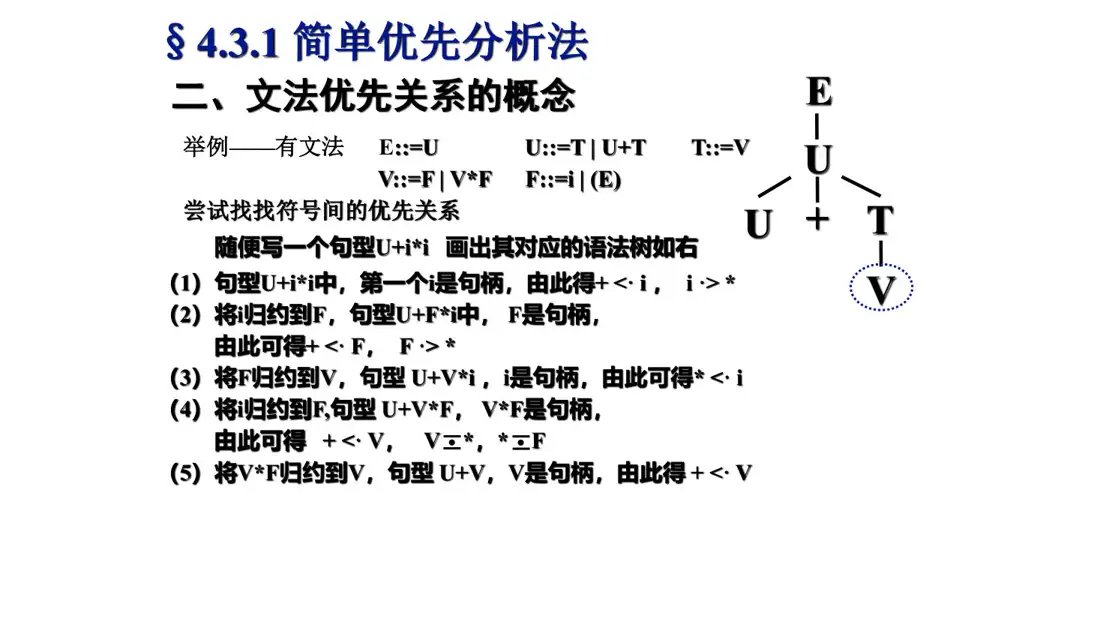 §4.3.1 简单优先分析法
二、文法优先关系的概念
举例——有文法 E::=U U::=T | U+T T::=V
V::=F | V*F F::=i | (E)
尝试找找符号间的优先关系
随便写一个句型U+i*i 画出其对应的语法树如右
(1) 句型U+i*i中，第一个i是句柄，由此得+ <· i ， i ·> *
(2) 将i归约到F，句型U+F*i中， F是句柄，
由此可得+ <· F， F ·> *
(3) 将F归约到V，句型 U+V*i ，i是句柄，由此可得* <· i
(4) 将i归约到F,句型 U+V*F， V*F是句柄，
由此可得 + <· V， V⩪*，*⩪F
(5) 将V*F归约到V，句型 U+V，V是句柄，由此得 + <· V
E
U
U + T
V